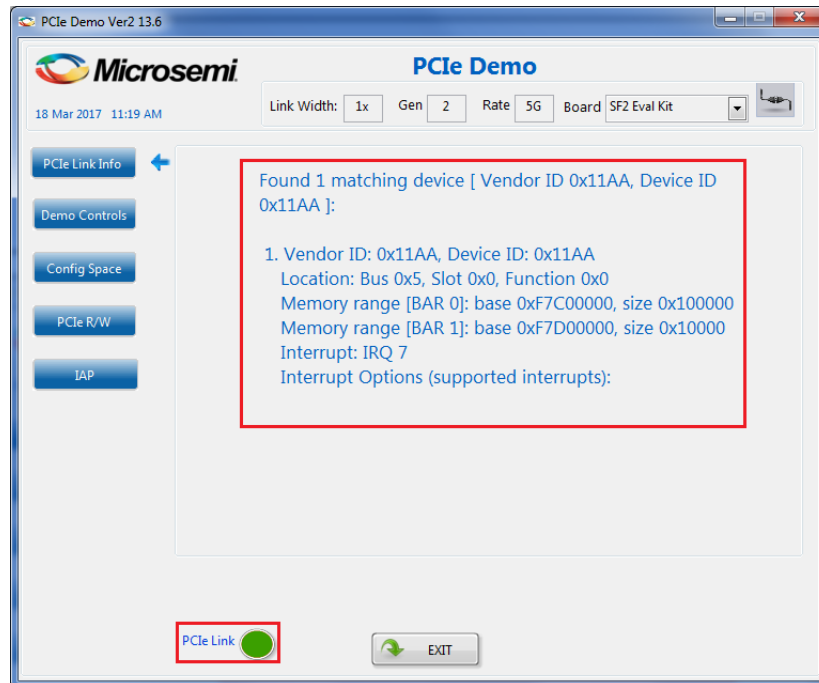 PCIe Demo Ver2 13.6
Microsemi.
PCIe Demo
18 Mar 2017 11:19 AM
Link Width: 1x Gen 2 Rate 5G Board SF2 Eval Kit
PCIe Link Info
Demo Controls
Config Space
PCIe R/W
IAP
Found 1 matching device [ Vendor ID 0x11AA, Device ID
0x11AA ]:
1. Vendor ID: 0x11AA, Device ID: 0x11AA
Location: Bus 0x5, Slot 0x0, Function 0x0
Memory range [BAR 0]: base 0xF7C00000, size 0x100000
Memory range [BAR 1]: base 0xF7D00000, size 0x10000
Interrupt: IRQ 7
Interrupt Options (supported interrupts):
PCIe Link
EXIT